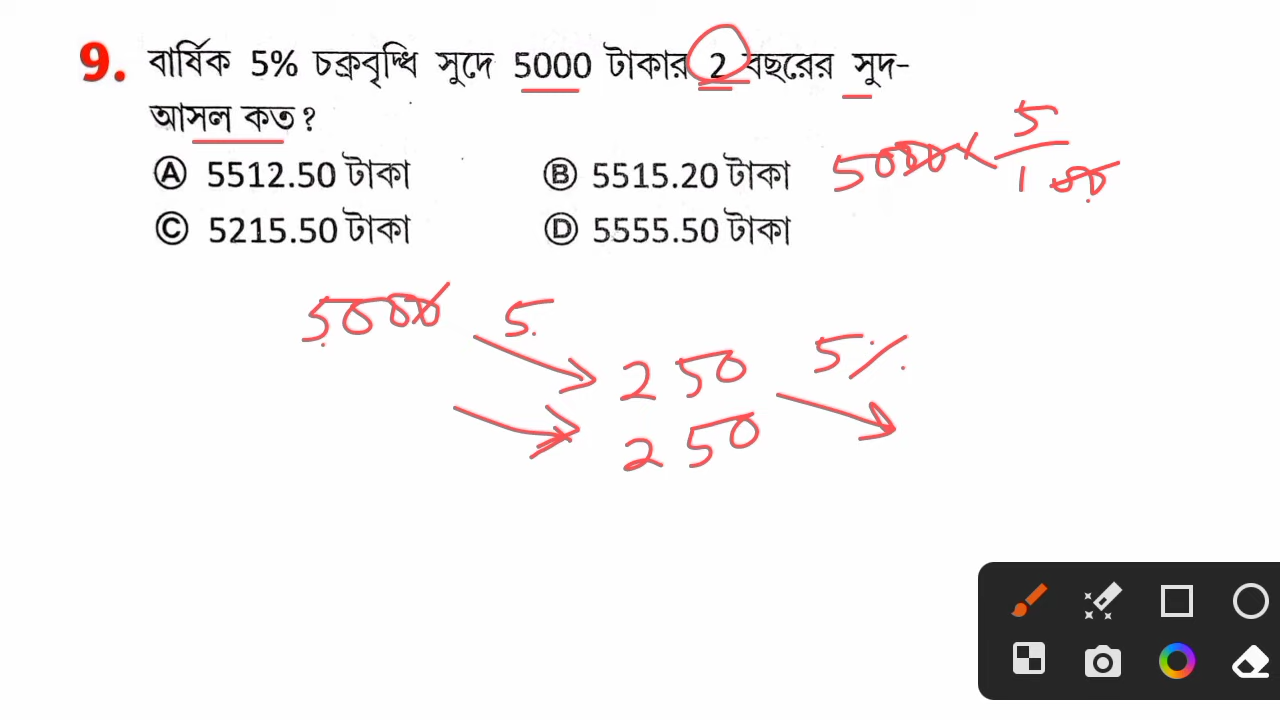 9. বার্ষিক 5% চক্রবৃদ্ধি সুদে 5000 টাকার 2 বছরের সুদ-
আসল কত?
Ⓐ 5512.50 টাকা Ⓑ 5515.20 টাকা
5000 × 5/100
Ⓒ 5215.50 টাকা Ⓓ 5555.50 টাকা
5000 5
250 5%
250